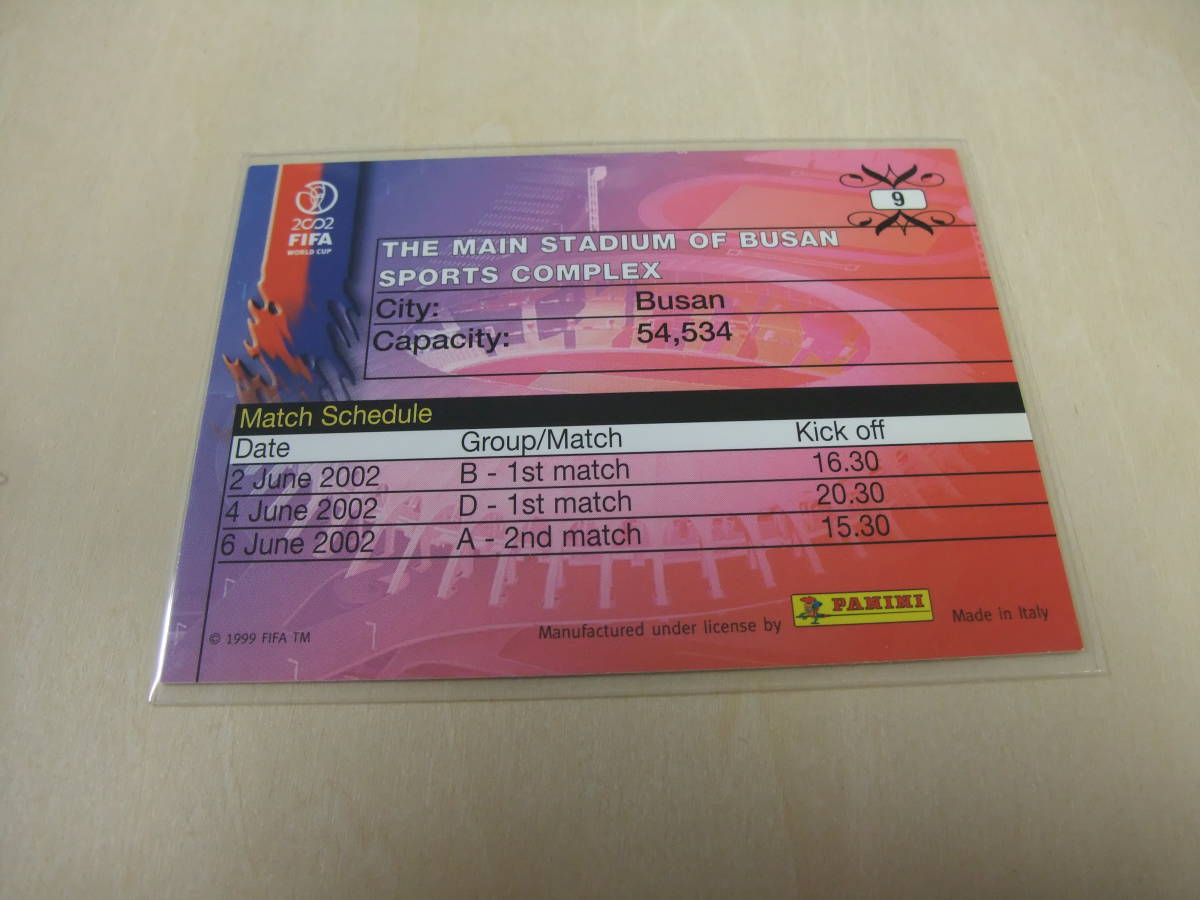 2002
FIFA
WORLD CUP
9
THE MAIN STADIUM OF BUSAN
SPORTS COMPLEX
City: Busan
Capacity: 54,534
Match Schedule
Date Group/Match Kick off
2 June 2002 B - 1st match 16.30
4 June 2002 D - 1st match 20.30
6 June 2002 A - 2nd match 15.30
© 1999 FIFA TM Manufactured under license by PANINI Made in Italy